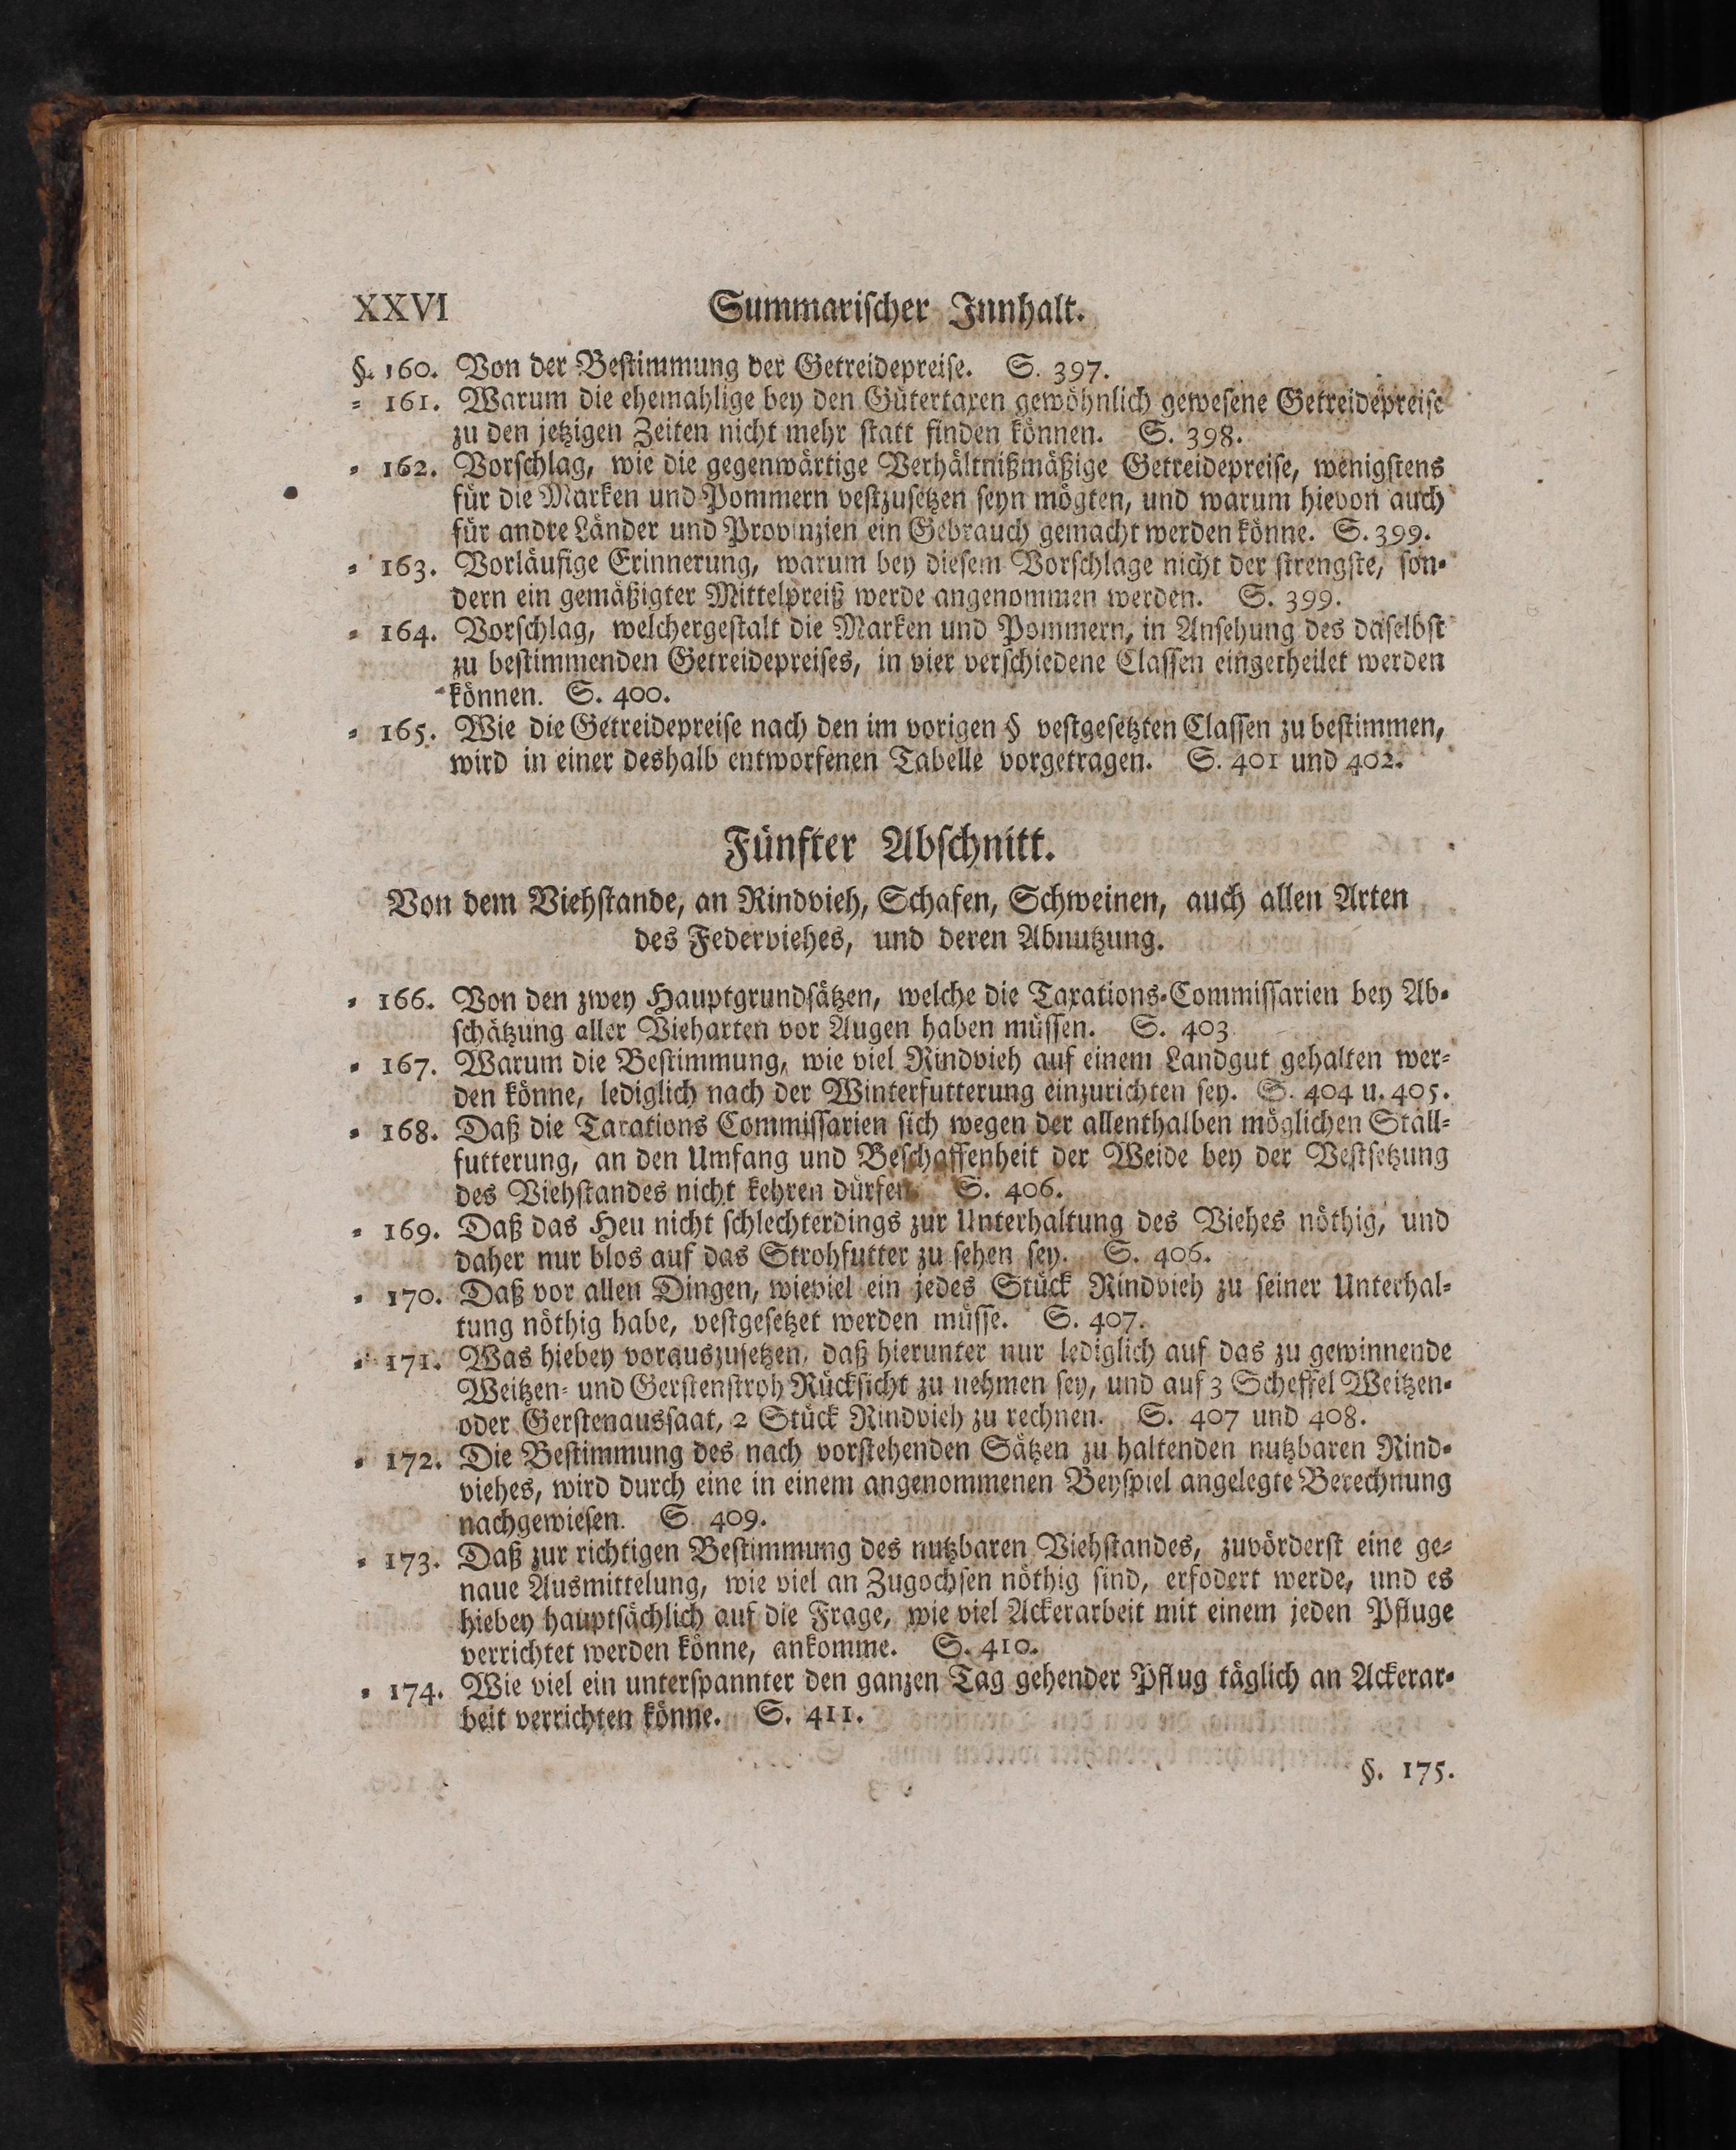 XXVI Summarischer Innhalt.
§. 160. Von der Bestimmung der Getreidepreise. S. 397.
= 161. Warum die ehemahlige bey den Gütertaxen gewöhnlich gewesene Getreidepreise
zu den jetzigen Zeiten nicht mehr statt finden können. S. 398.
= 162. Vorschlag, wie die gegenwärtige Verhältnißmäßige Getreidepreise, wenigstens
für die Marken und Pommern vestzusetzen seyn mögten, und warum hievon auch
für andre Länder und Provinzien ein Gebrauch gemacht werden könne. S. 399.
= 163. Vorläufige Erinnerung, warum bey diesem Vorschlage nicht der strengste, son=
dern ein gemäßigter Mittelpreiß werde angenommen werden. S. 399.
= 164. Vorschlag, welchergestalt die Marken und Pommern, in Ansehung des daselbst
zu bestimmenden Getreidepreises, in vier verschiedene Classen eingetheilet werden
können. S. 400.
= 165. Wie die Getreidepreise nach den im vorigen § vestgesetzten Classen zu bestimmen,
wird in einer deshalb entworfenen Tabelle vorgetragen. S. 401 und 402.
Fünfter Abschnitt.
Von dem Viehstande, an Rindvieh, Schafen, Schweinen, auch allen Arten
des Federviehes, und deren Abnutzung.
= 166. Von den zwey Hauptgrundsätzen, welche die Taxations=Commissarien bey Ab=
schätzung aller Vieharten vor Augen haben müssen. S. 403
= 167. Warum die Bestimmung, wie viel Rindvieh auf einem Landgut gehalten wer=
den könne, lediglich nach der Winterfutterung einzurichten sey. S. 404 u. 405.
= 168. Daß die Taxations Commissarien sich wegen der allenthalben möglichen Stall=
futterung, an den Umfang und Beschaffenheit der Weide bey der Vestsetzung
des Viehstandes nicht kehren dürfen. S. 406.
= 169. Daß das Heu nicht schlechterdings zur Unterhaltung des Viehes nöthig, und
daher nur blos auf das Strohfutter zu sehen sey. S. 406.
= 170. Daß vor allen Dingen, wieviel ein jedes Stück Rindvieh zu seiner Unterhal=
tung nöthig habe, vestgesetzet werden müsse. S. 407.
= 171. Was hiebey vorauszusetzen, daß hierunter nur lediglich auf das zu gewinnende
Weitzen= und Gerstenstroh Rücksicht zu nehmen sey, und auf 3 Scheffel Weitzen=
oder Gerstenaussaat, 2 Stück Rindvieh zu rechnen. S. 407 und 408.
= 172. Die Bestimmung des nach vorstehenden Sätzen zu haltenden nutzbaren Rind=
viehes, wird durch eine in einem angenommenen Beyspiel angelegte Berechnung
nachgewiesen. S. 409.
= 173. Daß zur richtigen Bestimmung des nutzbaren Viehstandes, zuvörderst eine ge=
naue Ausmittelung, wie viel an Zugochsen nöthig sind, erfodert werde, und es
hiebey hauptsächlich auf die Frage, wie viel Ackerarbeit mit einem jeden Pfluge
verrichtet werden könne, ankomme. S. 410.
= 174. Wie viel ein unterspannter den ganzen Tag gehender Pflug täglich an Ackerar=
beit verrichten könne. S. 411.
§. 175.